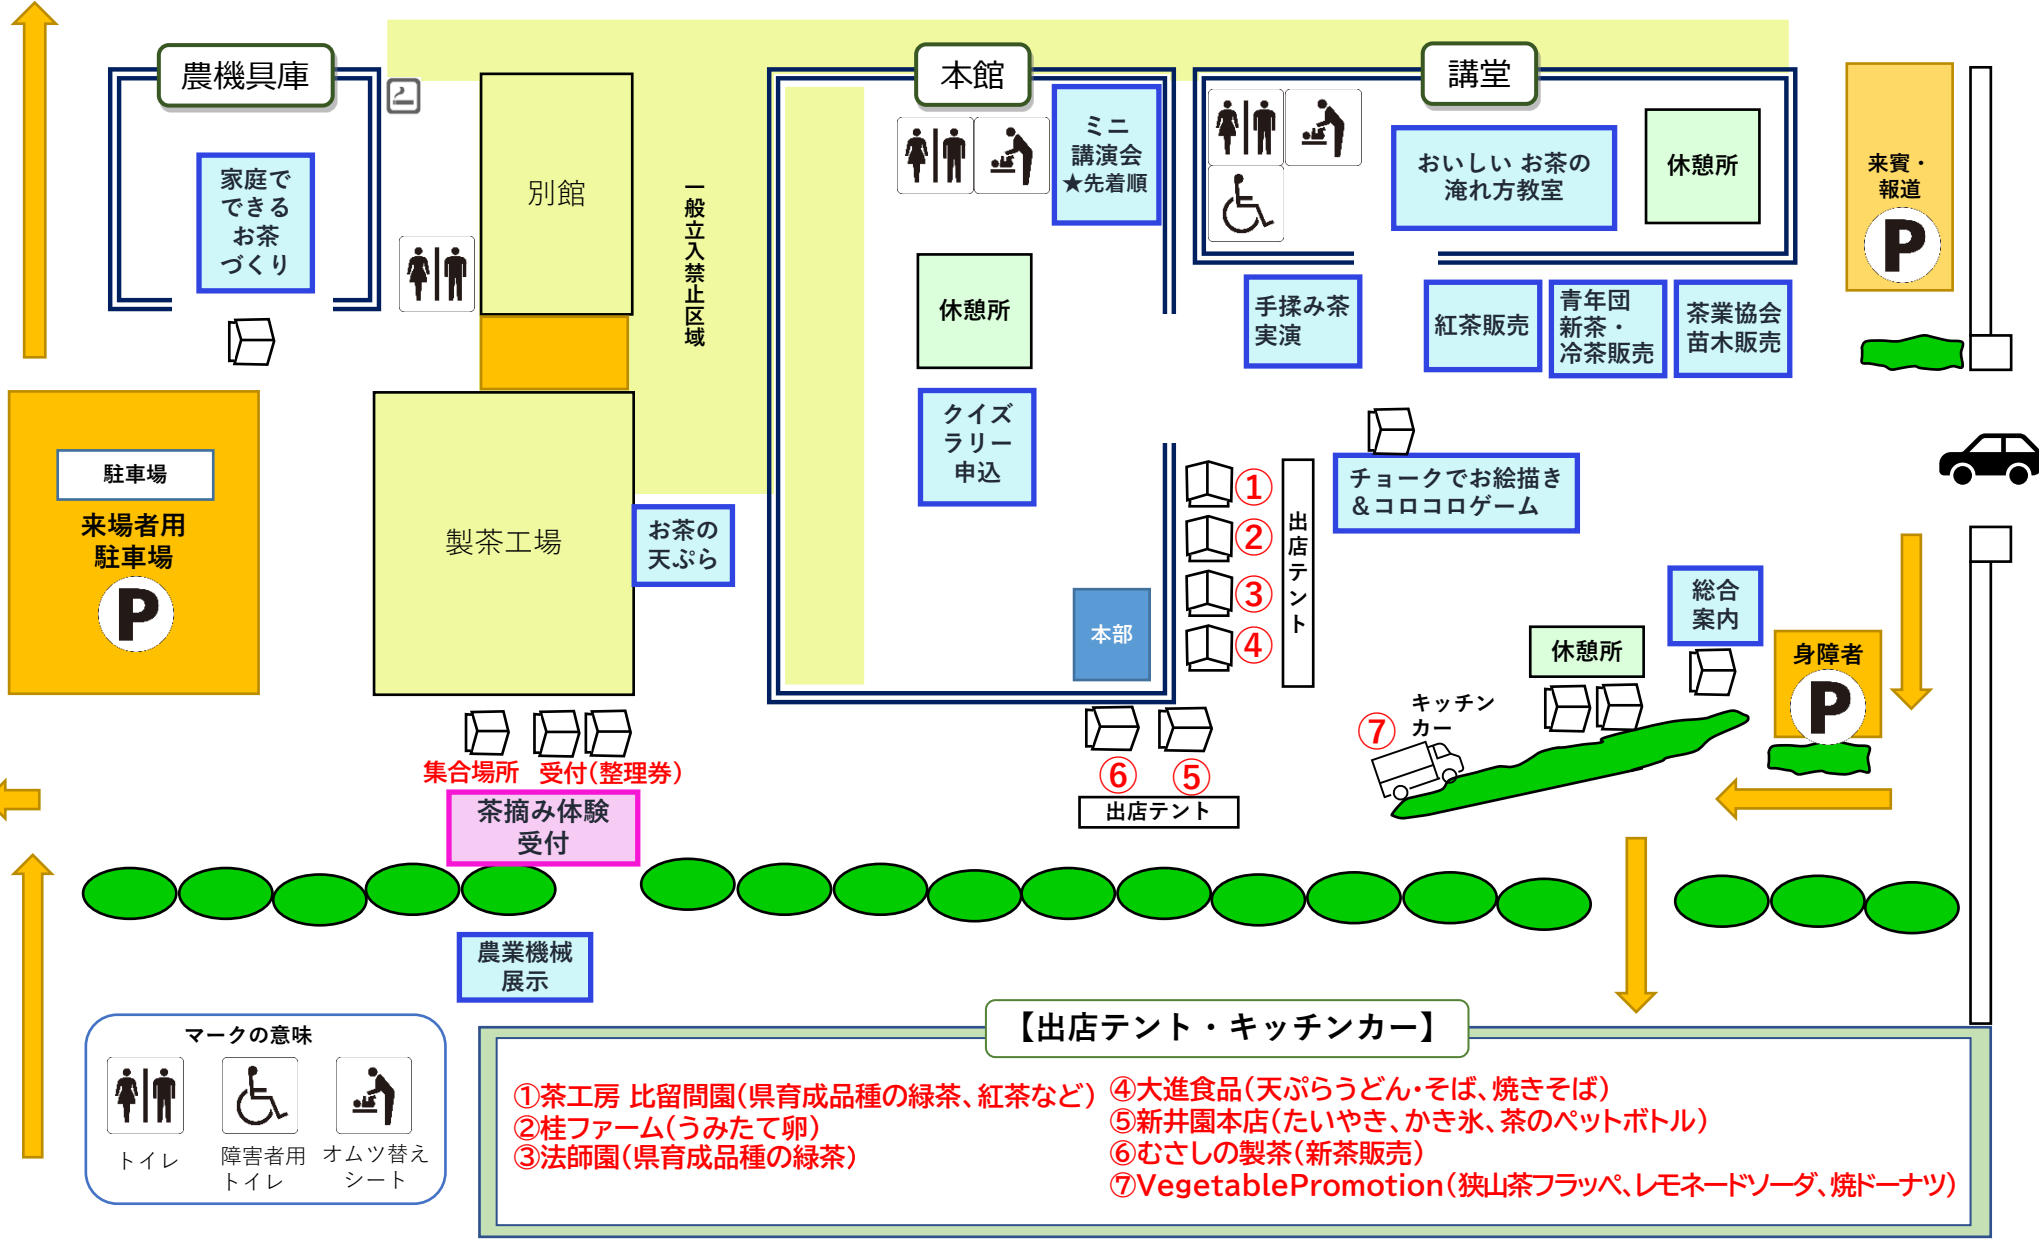 農機具庫
本館
講堂
家庭で
できる
お茶
づくり
別館
一般立入禁止区域
ミニ
講演会
★先着順
おいしい お茶の
淹れ方教室
休憩所
来賓・
報道
P
休憩所
手揉み茶
実演
紅茶販売
青年団
新茶・
冷茶販売
茶業協会
苗木販売
駐車場
来場者用
駐車場
P
製茶工場
お茶の
天ぷら
クイズ
ラリー
申込
①
②
③
④
出店テント
チョークでお絵描き
＆コロコロゲーム
本部
総合
案内
休憩所
身障者
P
キッチン
カー
⑦
集合場所
受付（整理券）
茶摘み体験
受付
⑥
⑤
出店テント
農業機械
展示
マークの意味
トイレ
障害者用
トイレ
オムツ替え
シート
【出店テント・キッチンカー】
①茶工房 比留間園（県育成品種の緑茶、紅茶など）
②桂ファーム（うみたて卵）
③法師園（県育成品種の緑茶）
④大進食品（天ぷらうどん・そば、焼きそば）
⑤新井園本店（たいやき、かき氷、茶のペットボトル）
⑥むさしの製茶（新茶販売）
⑦VegetablePromotion（狭山茶フラッペ、レモネードソーダ、焼ドーナツ）